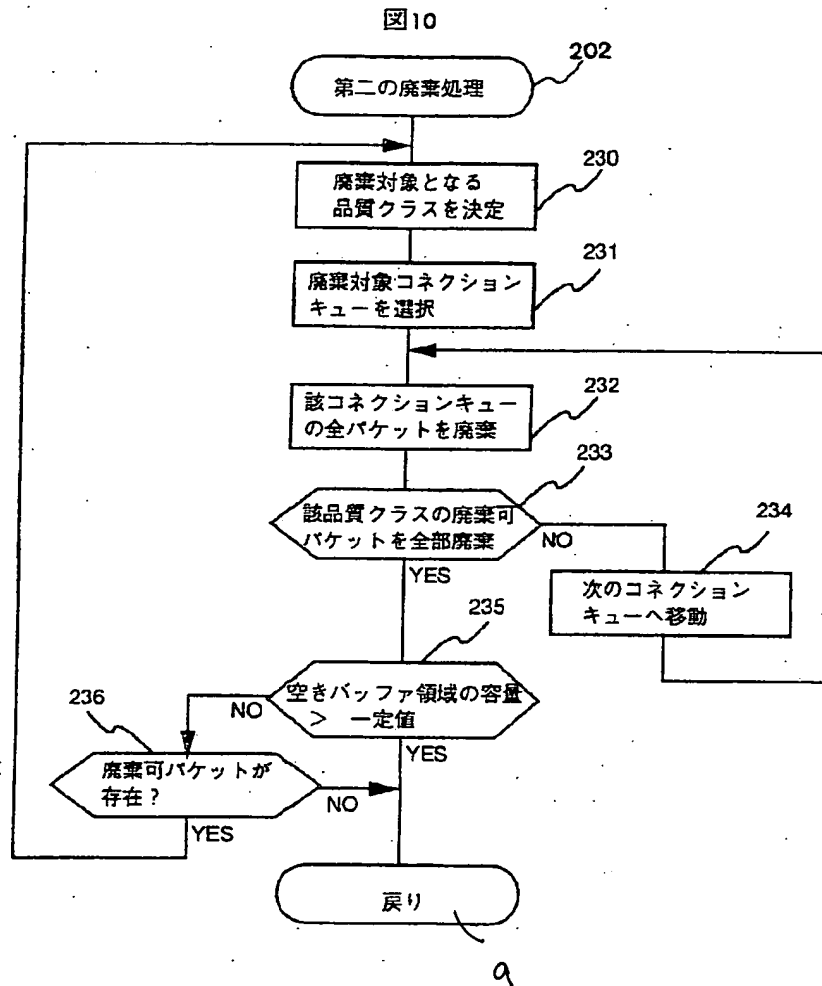 図10
202
第二の廃棄処理
230
廃棄対象となる
品質クラスを決定
231
廃棄対象コネクション
キューを選択
232
該コネクションキュー
の全パケットを廃棄
233
該品質クラスの廃棄可
パケットを全部廃棄
NO
YES
234
次のコネクション
キューへ移動
235
空きバッファ領域の容量
> 一定値
NO
YES
236
廃棄可パケットが
存在?
NO
YES
戻り
a